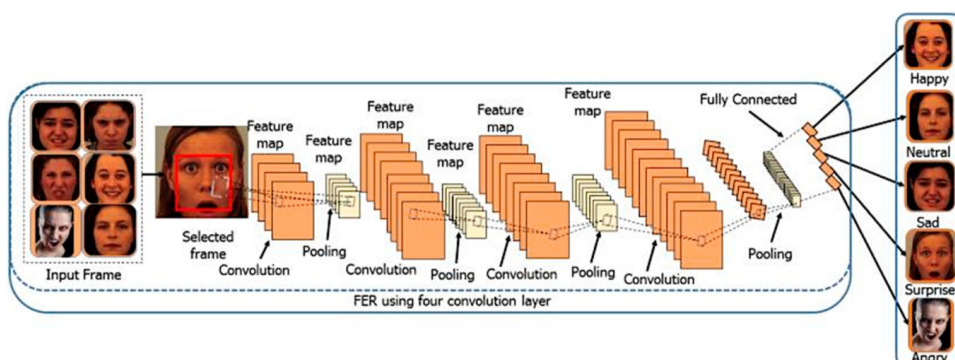 Input Frame
Selected
frame
Feature
map
Convolution
Feature
map
Pooling
Feature
map
Convolution
Feature
map
Pooling
Feature
map
Convolution
Pooling
Feature
map
Convolution
Fully Connected
Pooling
FER using four convolution layer
Happy
Neutral
Sad
Surprise
Angry